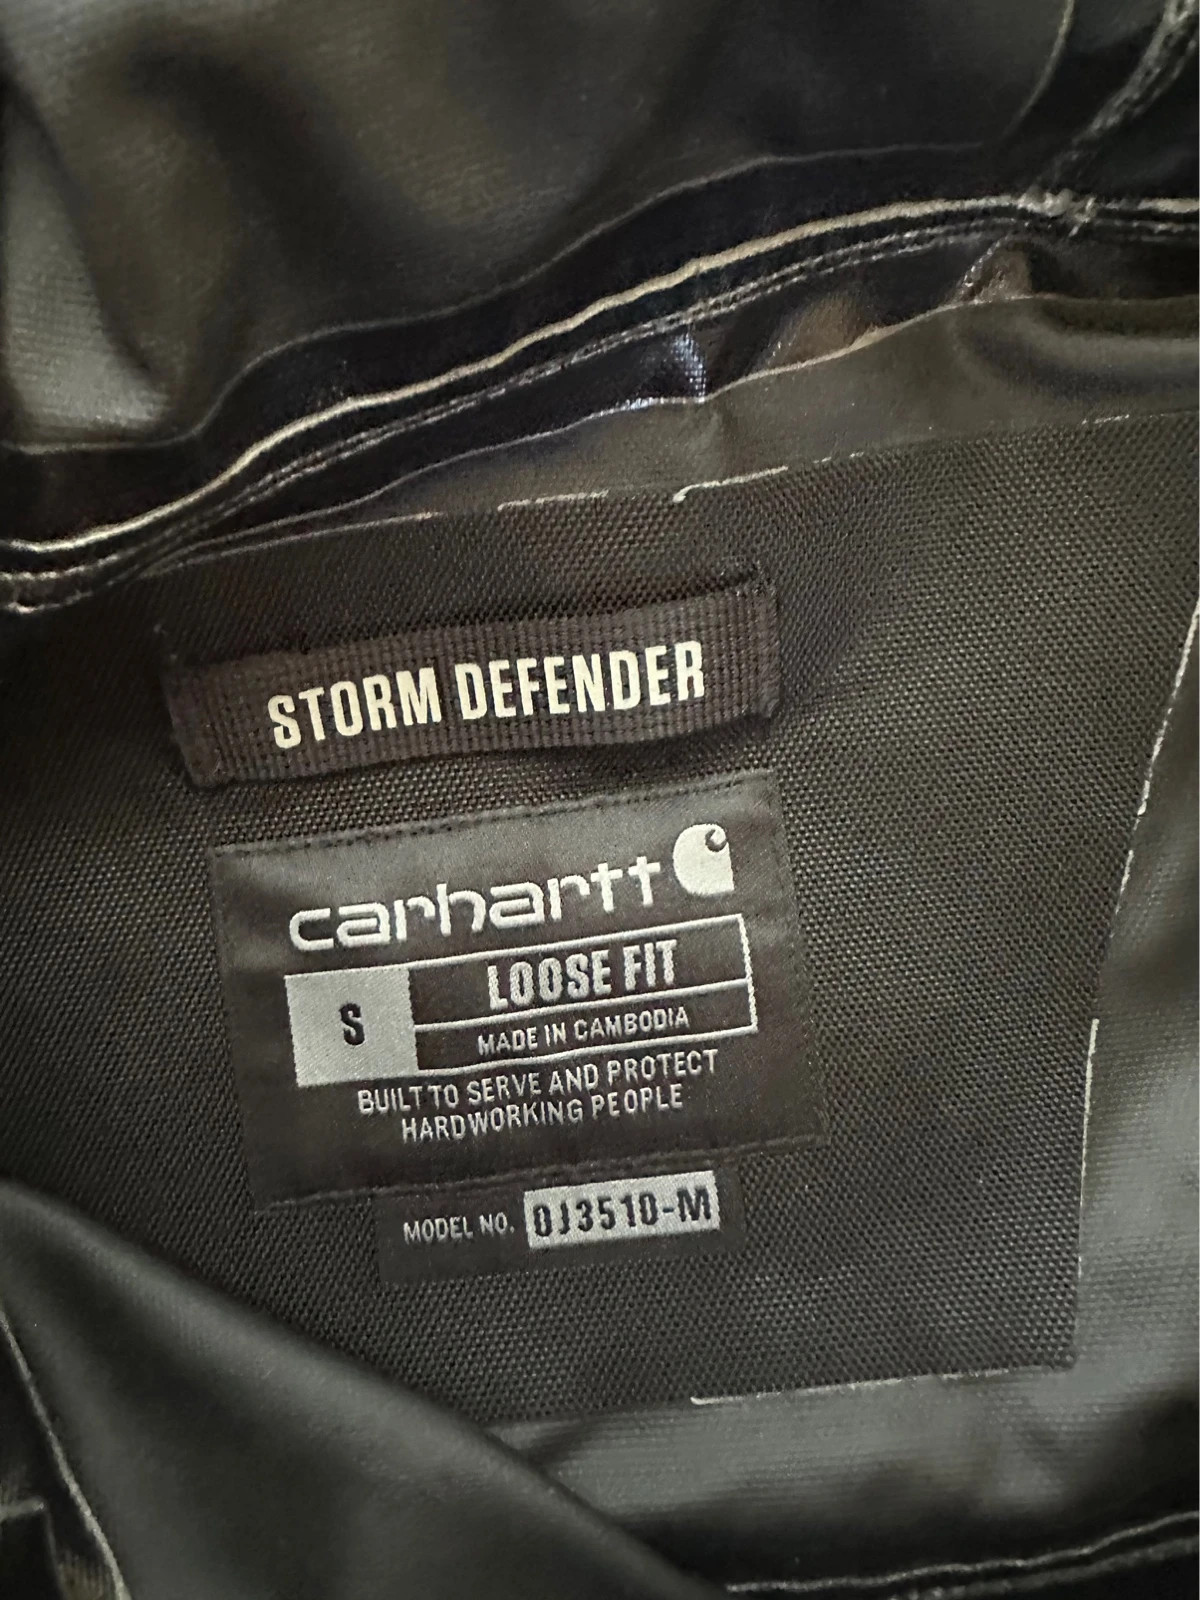 STORM DEFENDER
carhartt
S
LOOSE FIT
MADE IN CAMBODIA
BUILT TO SERVE AND PROTECT
HARDWORKING PEOPLE
MODEL NO. OJ3510-M